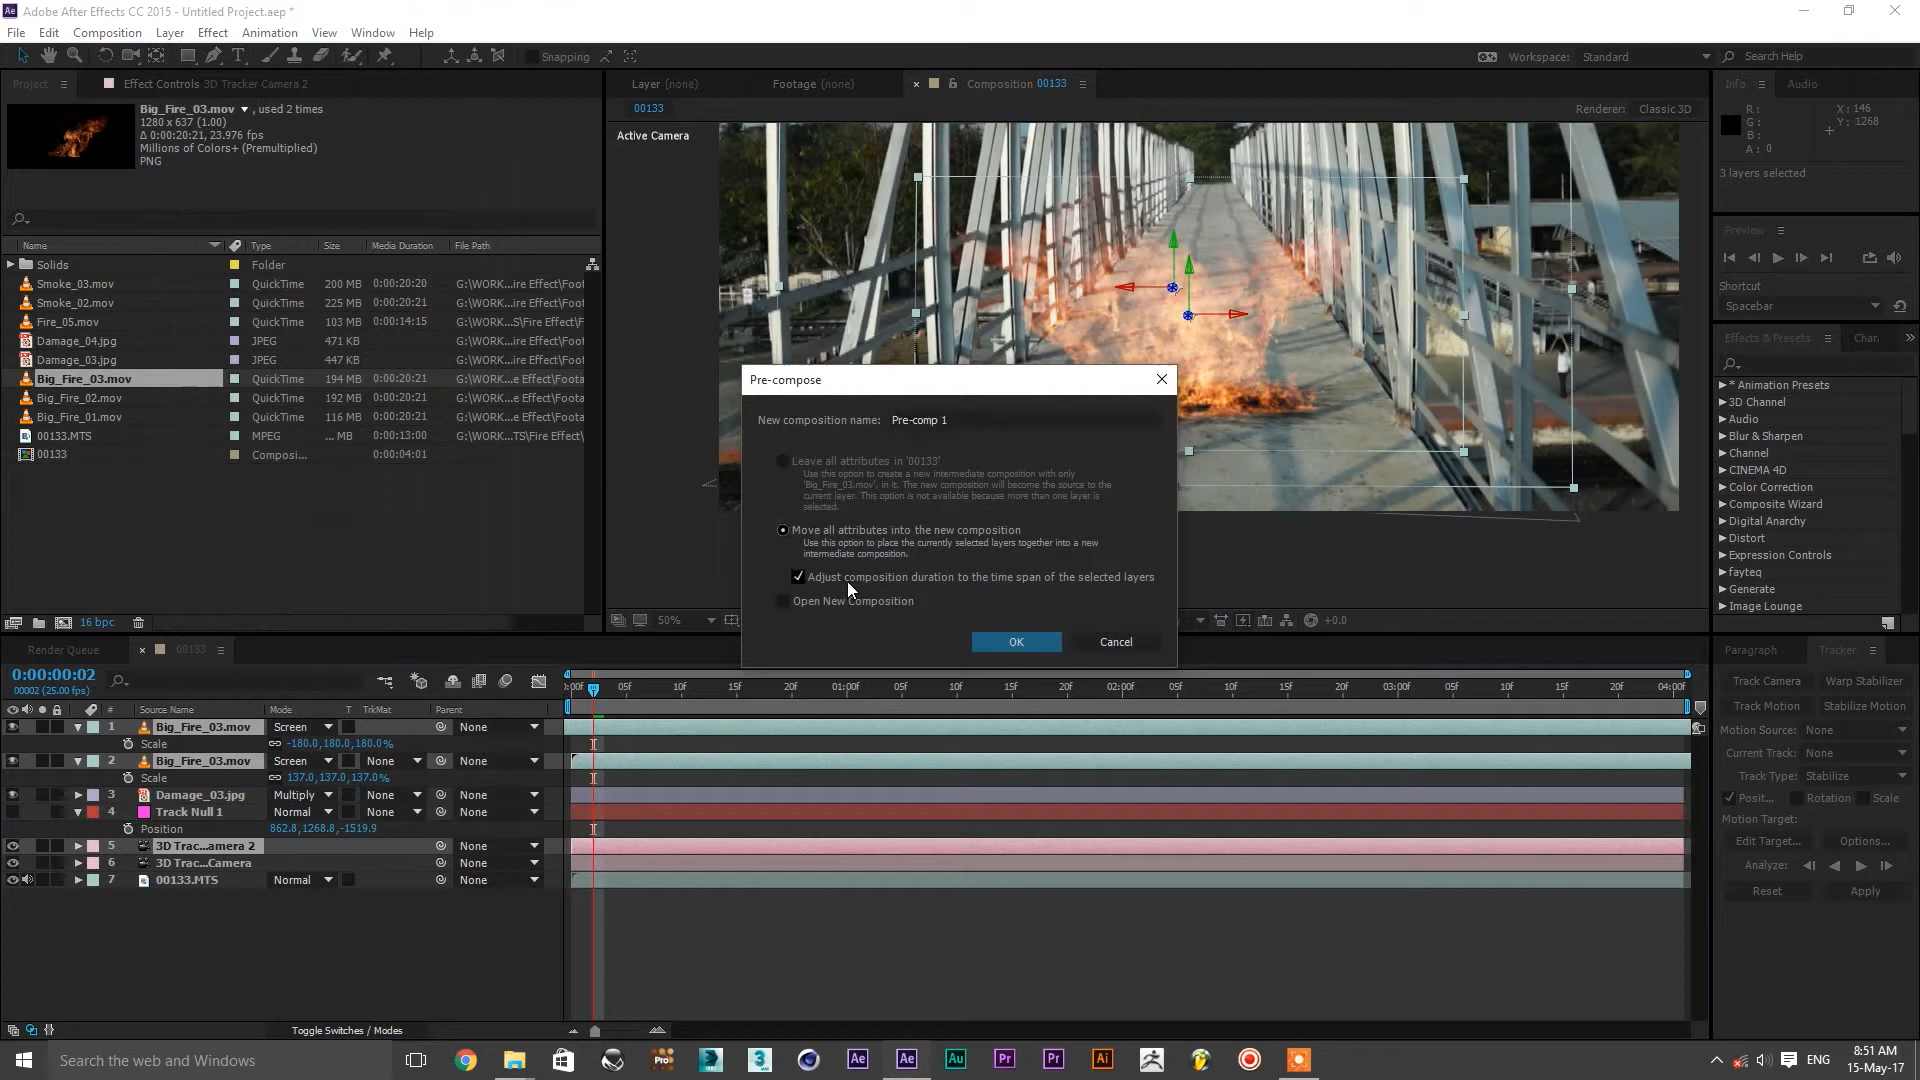 Adobe After Effects CC 2015 - Untitled Project.aep *
File Edit Composition Layer Effect Animation View Window Help
Snapping
Workspace: Standard
Search Help
Project
Effect Controls 3D Tracker Camera 2
Layer (none)
Footage (none)
Composition 00133
Info
Audio
Big_Fire_03.mov ▼, used 2 times
1280 x 637 (1.00)
Δ 0:00:20:21, 23.976 fps
Millions of Colors+ (Premultiplied)
PNG
00133
Renderer: Classic 3D
Active Camera
R :
G :
B :
A : 0
X : 146
Y : 1268
3 layers selected
Preview
Shortcut
Spacebar
Effects & Presets
Char.
Name Type Size Media Duration File Path
Solids Folder
Smoke_03.mov QuickTime 200 MB 0:00:20:20 G:\WORK...ire Effect\Foot
Smoke_02.mov QuickTime 225 MB 0:00:20:21 G:\WORK...ire Effect\Foot
Fire_05.mov QuickTime 103 MB 0:00:14:15 G:\WORK...S\Fire Effect\F
Damage_04.jpg JPEG 471 KB G:\WORK...ire Effect\Foot
Damage_03.jpg JPEG 447 KB G:\WORK...ire Effect\Foot
Big_Fire_03.mov QuickTime 194 MB 0:00:20:21 G:\WORK...e Effect\Foota
Big_Fire_02.mov QuickTime 192 MB 0:00:20:21 G:\WORK...e Effect\Foota
Big_Fire_01.mov QuickTime 116 MB 0:00:20:21 G:\WORK...e Effect\Foota
00133.MTS MPEG ... MB 0:00:13:00 G:\WORK...TS\Fire Effect\
00133 Composi... 0:00:04:01
16 bpc
* Animation Presets
3D Channel
Audio
Blur & Sharpen
Channel
CINEMA 4D
Color Correction
Composite Wizard
Digital Anarchy
Distort
Expression Controls
fayteq
Generate
Image Lounge
Pre-compose
New composition name: Pre-comp 1
Leave all attributes in '00133'
Use this option to create a new intermediate composition with only
'Big_Fire_03.mov', in it. The new composition will become the source to the
current layer. This option is not available because more than one layer is
selected.
Move all attributes into the new composition
Use this option to place the currently selected layers together into a new
intermediate composition.
Adjust composition duration to the time span of the selected layers
Open New Composition
OK
Cancel
50%
+0.0
Render Queue
00133
0:00:00:02
00002 (25.00 fps)
:00f 05f 10f 15f 20f 01:00f 05f 10f 15f 20f 02:00f 05f 10f 15f 20f 03:00f 05f 10f 15f 20f 04:00f
# Source Name Mode T TrkMat Parent
1 Big_Fire_03.mov Screen None
Scale -180.0,180.0,180.0%
2 Big_Fire_03.mov Screen None None
Scale 137.0,137.0,137.0%
3 Damage_03.jpg Multiply None None
4 Track Null 1 Normal None None
Position 862.8,1268.8,-1519.9
5 3D Trac...amera 2 None
6 3D Trac...Camera None
7 00133.MTS Normal None
Toggle Switches / Modes
Paragraph
Tracker
Track Camera
Warp Stabilizer
Track Motion
Stabilize Motion
Motion Source: None
Current Track: None
Track Type: Stabilize
Posit... Rotation Scale
Motion Target:
Edit Target...
Options...
Analyze:
Reset
Apply
Search the web and Windows
Pro
Ae
Ae
Au
Pr
Pr
Ai
ENG
8:51 AM
15-May-17